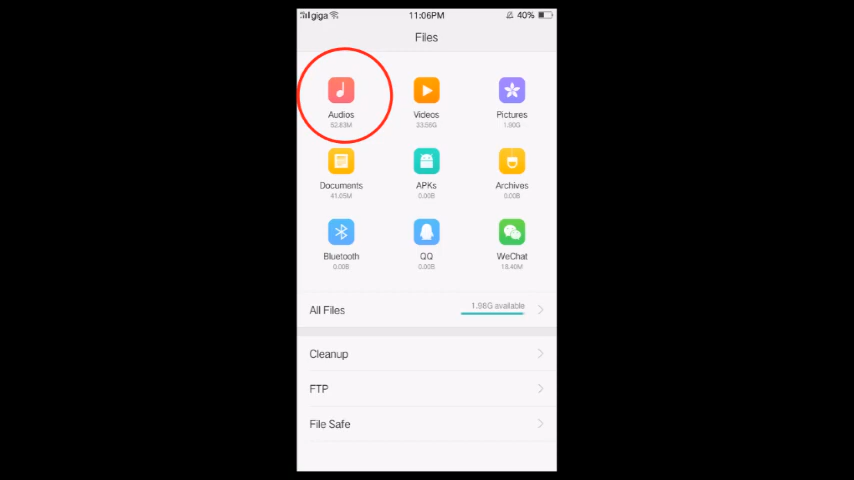 giga 11:06PM 40%
Files
Audios Videos Pictures
62.83M 33.56G 1.90G
Documents APKs Archives
41.05M 0.00B 0.00B
Bluetooth QQ WeChat
0.00B 0.00B 18.40M
All Files 1.98G available
Cleanup
FTP
File Safe